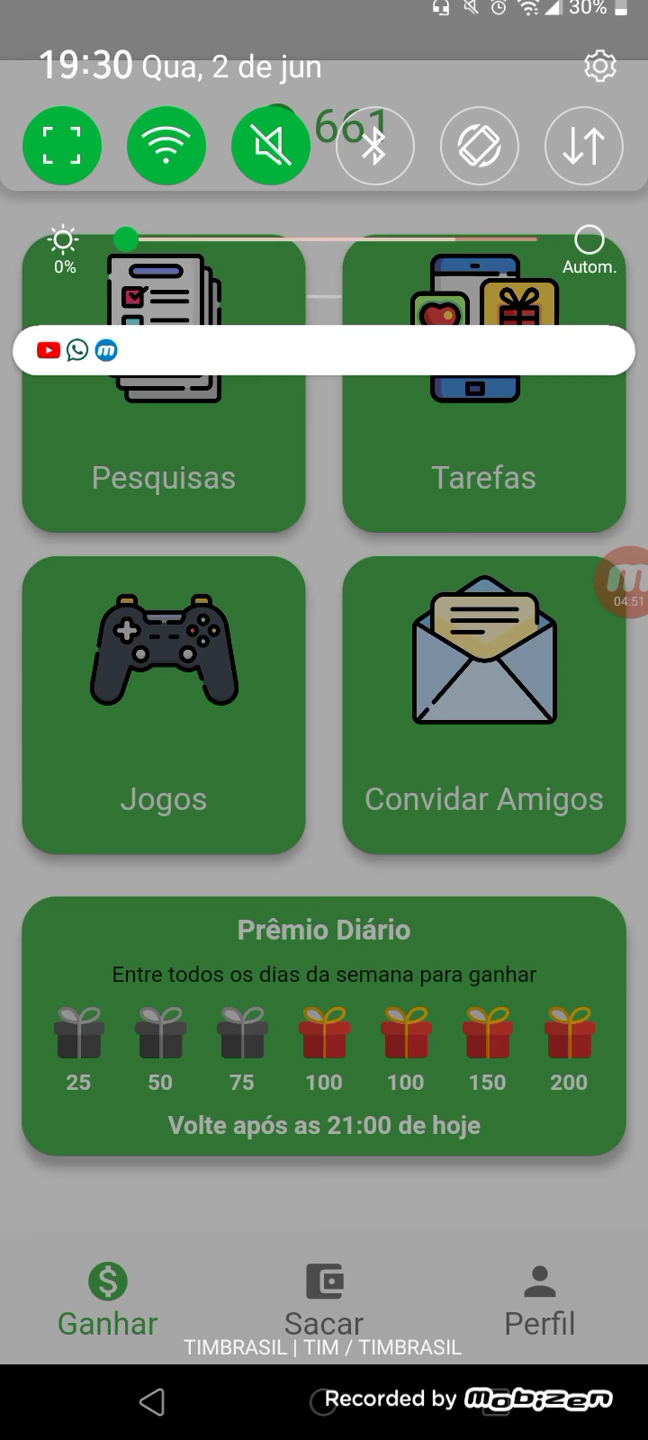 30%
19:30 Qua, 2 de jun
661
0%
Autom.
Pesquisas
Tarefas
04:51
Jogos
Convidar Amigos
Prêmio Diário
Entre todos os dias da semana para ganhar
25 50 75 100 100 150 200
Volte após as 21:00 de hoje
Ganhar
Sacar
Perfil
TIMBRASIL | TIM / TIMBRASIL
Recorded by mobizen